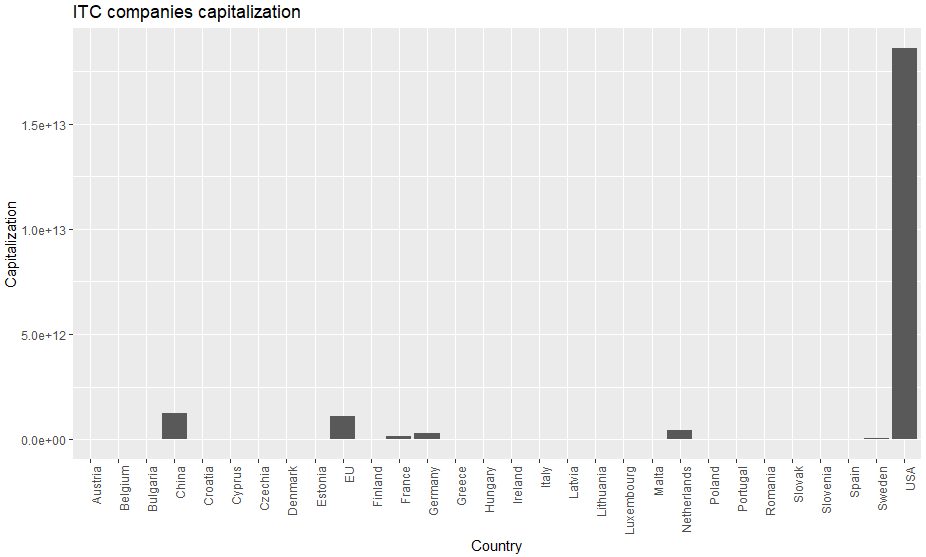 ITC companies capitalization
Capitalization
1.5e+13
1.0e+13
5.0e+12
0.0e+00
Austria
Belgium
Bulgaria
China
Croatia
Cyprus
Czechia
Denmark
Estonia
EU
Finland
France
Germany
Greece
Hungary
Ireland
Italy
Latvia
Lithuania
Luxembourg
Malta
Netherlands
Poland
Portugal
Romania
Slovak
Slovenia
Spain
Sweden
USA
Country